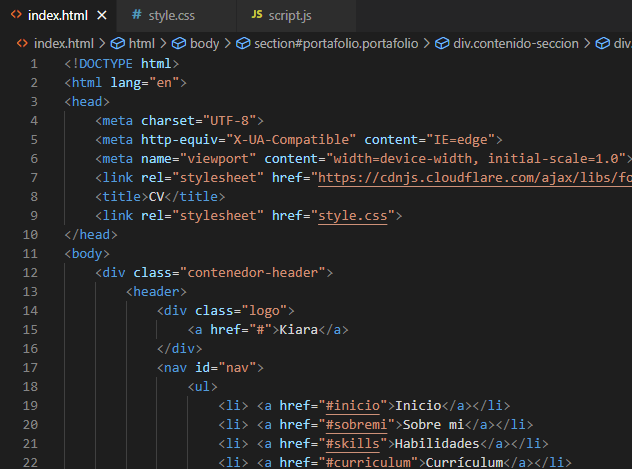 index.html style.css script.js
index.html > html > body > section#portafolio.portafolio > div.contenido-seccion > div
1 <!DOCTYPE html>
2 <html lang="en">
3 <head>
4 <meta charset="UTF-8">
5 <meta http-equiv="X-UA-Compatible" content="IE=edge">
6 <meta name="viewport" content="width=device-width, initial-scale=1.0">
7 <link rel="stylesheet" href="https://cdnjs.cloudflare.com/ajax/libs/fo
8 <title>CV</title>
9 <link rel="stylesheet" href="style.css">
10 </head>
11 <body>
12 <div class="contenedor-header">
13 <header>
14 <div class="logo">
15 <a href="#">Kiara</a>
16 </div>
17 <nav id="nav">
18 <ul>
19 <li> <a href="#inicio">Inicio</a></li>
20 <li> <a href="#sobremi">Sobre mi</a></li>
21 <li> <a href="#skills">Habilidades</a></li>
22 <li> <a href="#curriculum">Currículum</a></li>